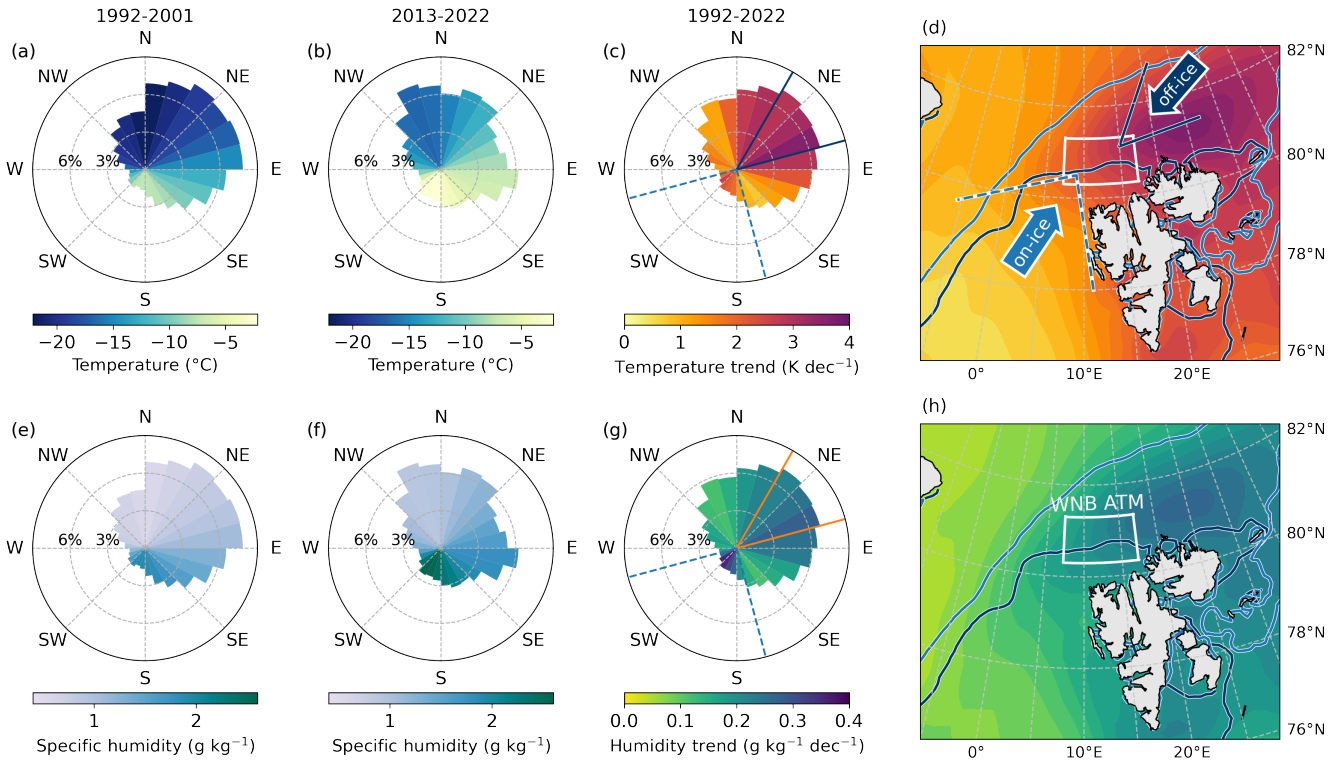 1992-2001
2013-2022
1992-2022
(a)
N
NW
NE
W
6%
3%
E
SW
SE
S
−20
−15
−10
−5
Temperature (°C)
(b)
N
NW
NE
W
6%
3%
E
SW
SE
S
−20
−15
−10
−5
Temperature (°C)
(c)
N
NW
NE
W
6%
3%
E
SW
SE
S
0
1
2
3
4
Temperature trend (K dec⁻¹)
(d)
off-ice
on-ice
82°N
80°N
78°N
76°N
0°
10°E
20°E
(e)
N
NW
NE
W
6%
3%
E
SW
SE
S
1
2
Specific humidity (g kg⁻¹)
(f)
N
NW
NE
W
6%
3%
E
SW
SE
S
1
2
Specific humidity (g kg⁻¹)
(g)
N
NW
NE
W
6%
3%
E
SW
SE
S
0.0
0.1
0.2
0.3
0.4
Humidity trend (g kg⁻¹ dec⁻¹)
(h)
WNB ATM
82°N
80°N
78°N
76°N
0°
10°E
20°E